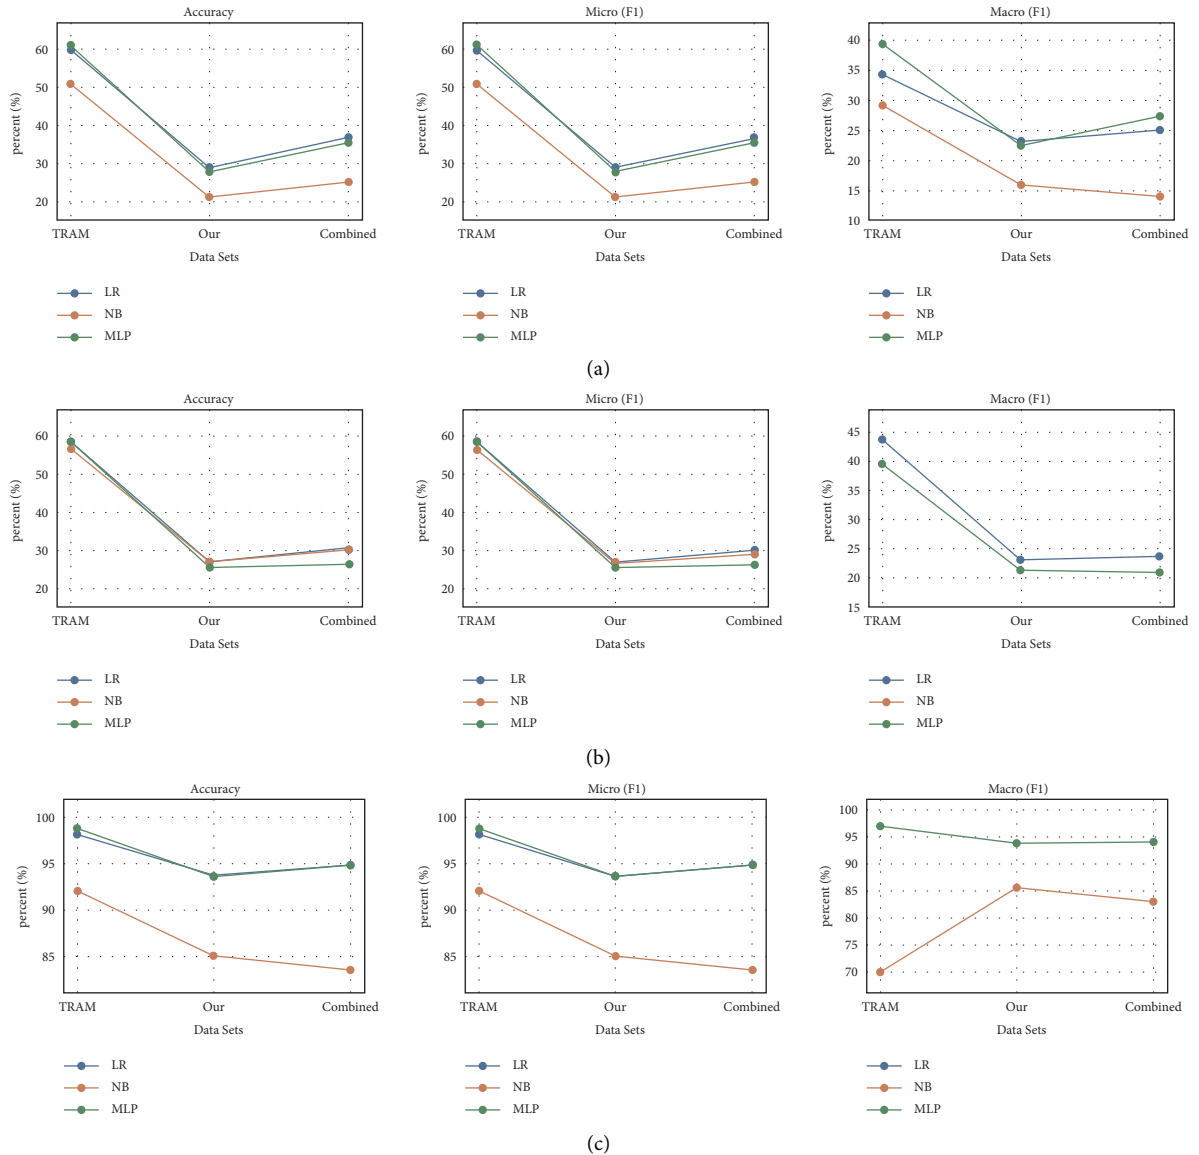 Accuracy
percent (%)
60
50
40
30
20
TRAM Our Combined
Data Sets
LR
NB
MLP
Micro (F1)
percent (%)
60
50
40
30
20
TRAM Our Combined
Data Sets
LR
NB
MLP
Macro (F1)
percent (%)
40
35
30
25
20
15
10
TRAM Our Combined
Data Sets
LR
NB
MLP
(a)
Accuracy
percent (%)
60
50
40
30
20
TRAM Our Combined
Data Sets
LR
NB
MLP
Micro (F1)
percent (%)
60
50
40
30
20
TRAM Our Combined
Data Sets
LR
NB
MLP
Macro (F1)
percent (%)
45
40
35
30
25
20
15
TRAM Our Combined
Data Sets
LR
NB
MLP
(b)
Accuracy
percent (%)
100
95
90
85
TRAM Our Combined
Data Sets
LR
NB
MLP
Micro (F1)
percent (%)
100
95
90
85
TRAM Our Combined
Data Sets
LR
NB
MLP
Macro (F1)
percent (%)
100
95
90
85
80
75
70
TRAM Our Combined
Data Sets
LR
NB
MLP
(c)